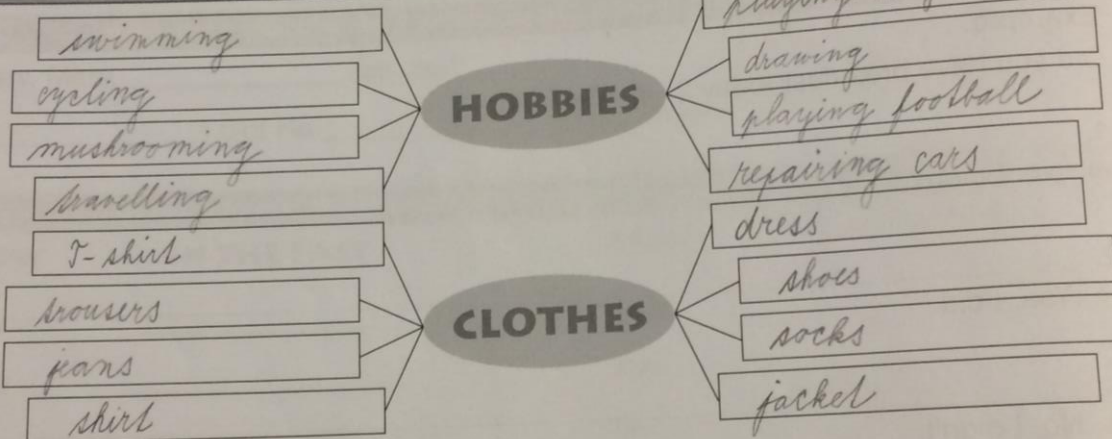 swimming
cycling
mushrooming
travelling
HOBBIES
playing
drawing
playing football
repairing cars
T-shirt
trousers
jeans
shirt
CLOTHES
dress
shoes
socks
jacket